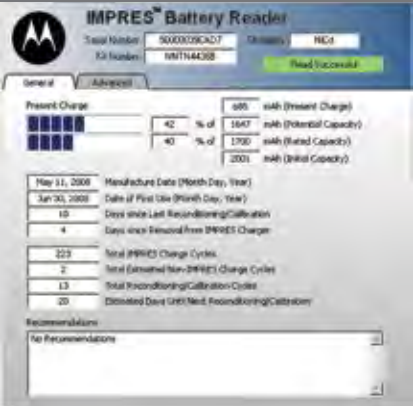 IMPRES™ Battery Reader
Serial Number
Chemistry NiCd
Kit Number NNTN4436B
Read Successful
General Advanced
Present Charge
mAh (Present Charge)
42 % of 1647 mAh (Potential Capacity)
40 % of 1700 mAh (Rated Capacity)
2001 mAh (Initial Capacity)
May 11, 2008 Manufacture Date (Month Day, Year)
Jun 30, 2008 Date of First Use (Month Day, Year)
10 Days since Last Reconditioning/Calibration
4 Days since Removal from IMPRES Charger
223 Total IMPRES Charge Cycles
2 Total Estimated Non-IMPRES Charge Cycles
13 Total Reconditioning/Calibration Cycles
20 Estimated Days Until Next Reconditioning/Calibration
Recommendations
No Recommendations